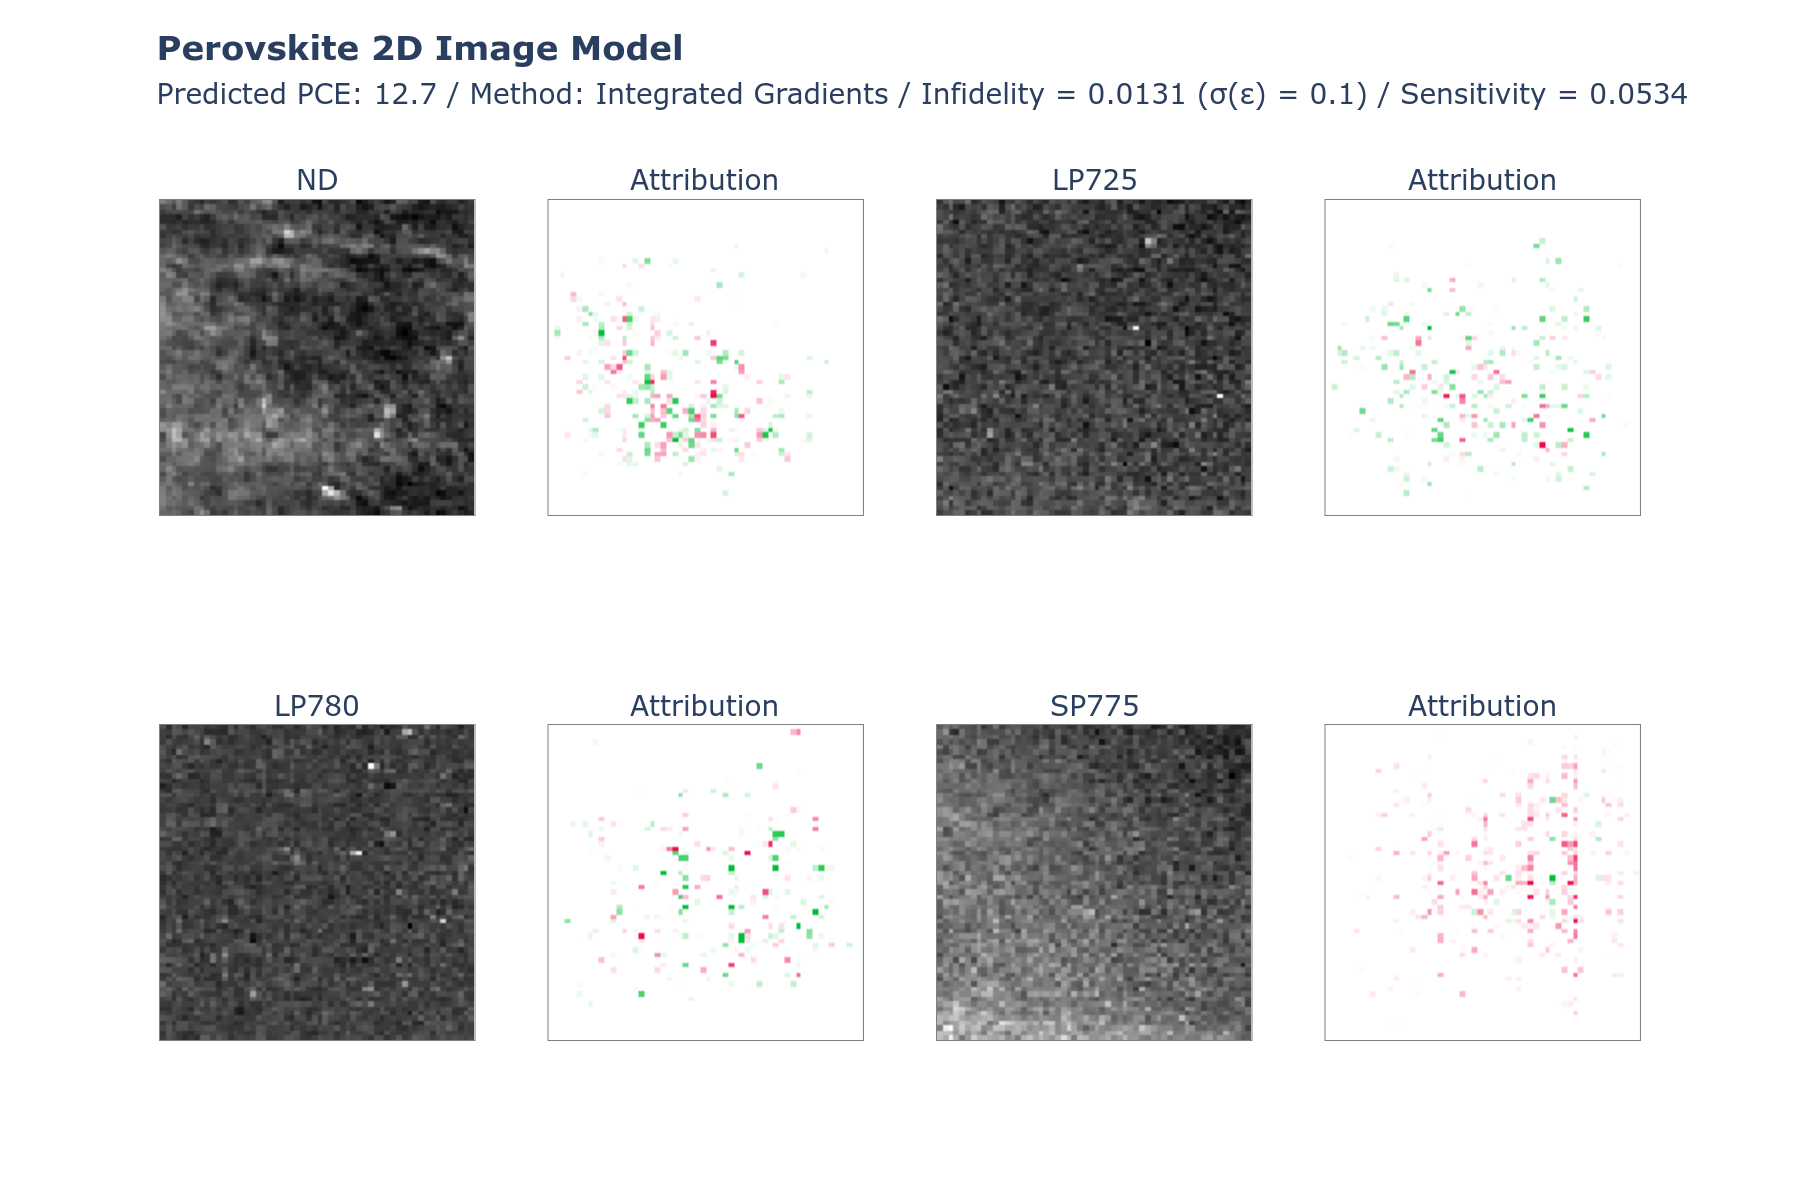 Perovskite 2D Image Model
Predicted PCE: 12.7 / Method: Integrated Gradients / Infidelity = 0.0131 (σ(ε) = 0.1) / Sensitivity = 0.0534
ND
Attribution
LP725
Attribution
LP780
Attribution
SP775
Attribution